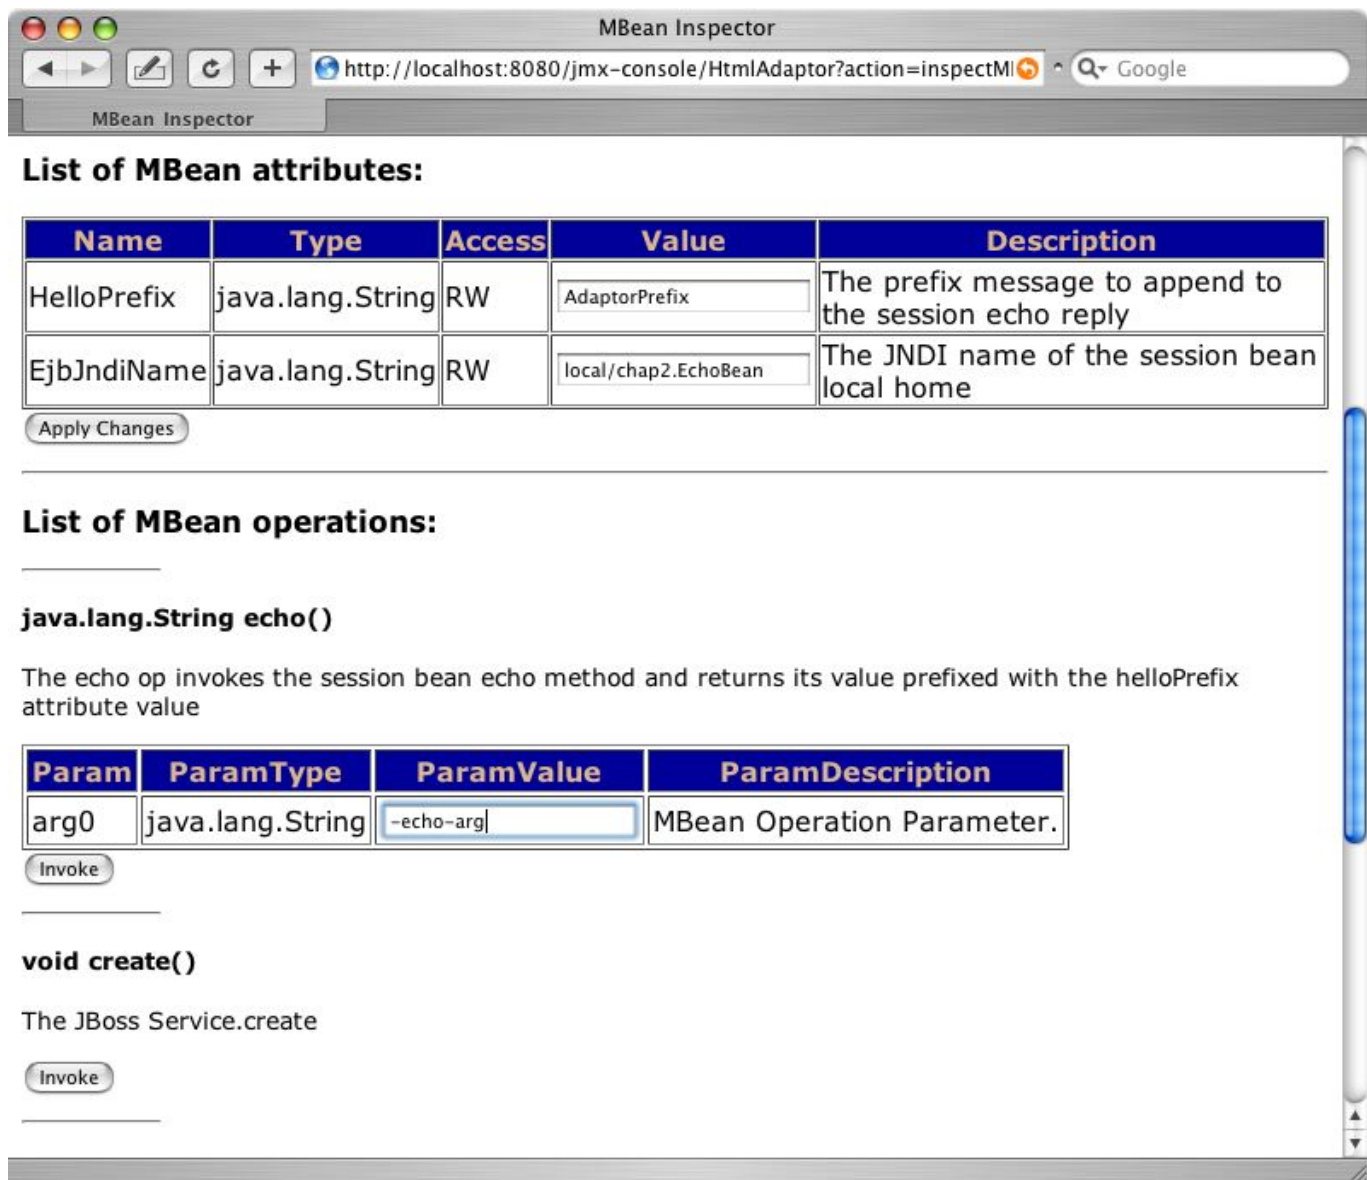 MBean Inspector
http://localhost:8080/jmx-console/HtmlAdaptor?action=inspectM
Google
MBean Inspector
List of MBean attributes:
Name Type Access Value Description
HelloPrefix java.lang.String RW AdaptorPrefix The prefix message to append to
the session echo reply
EjbJndiName java.lang.String RW local/chap2.EchoBean The JNDI name of the session bean
local home
Apply Changes
List of MBean operations:
java.lang.String echo()
The echo op invokes the session bean echo method and returns its value prefixed with the helloPrefix
attribute value
Param ParamType ParamValue ParamDescription
arg0 java.lang.String -echo-arg MBean Operation Parameter.
Invoke
void create()
The JBoss Service.create
Invoke